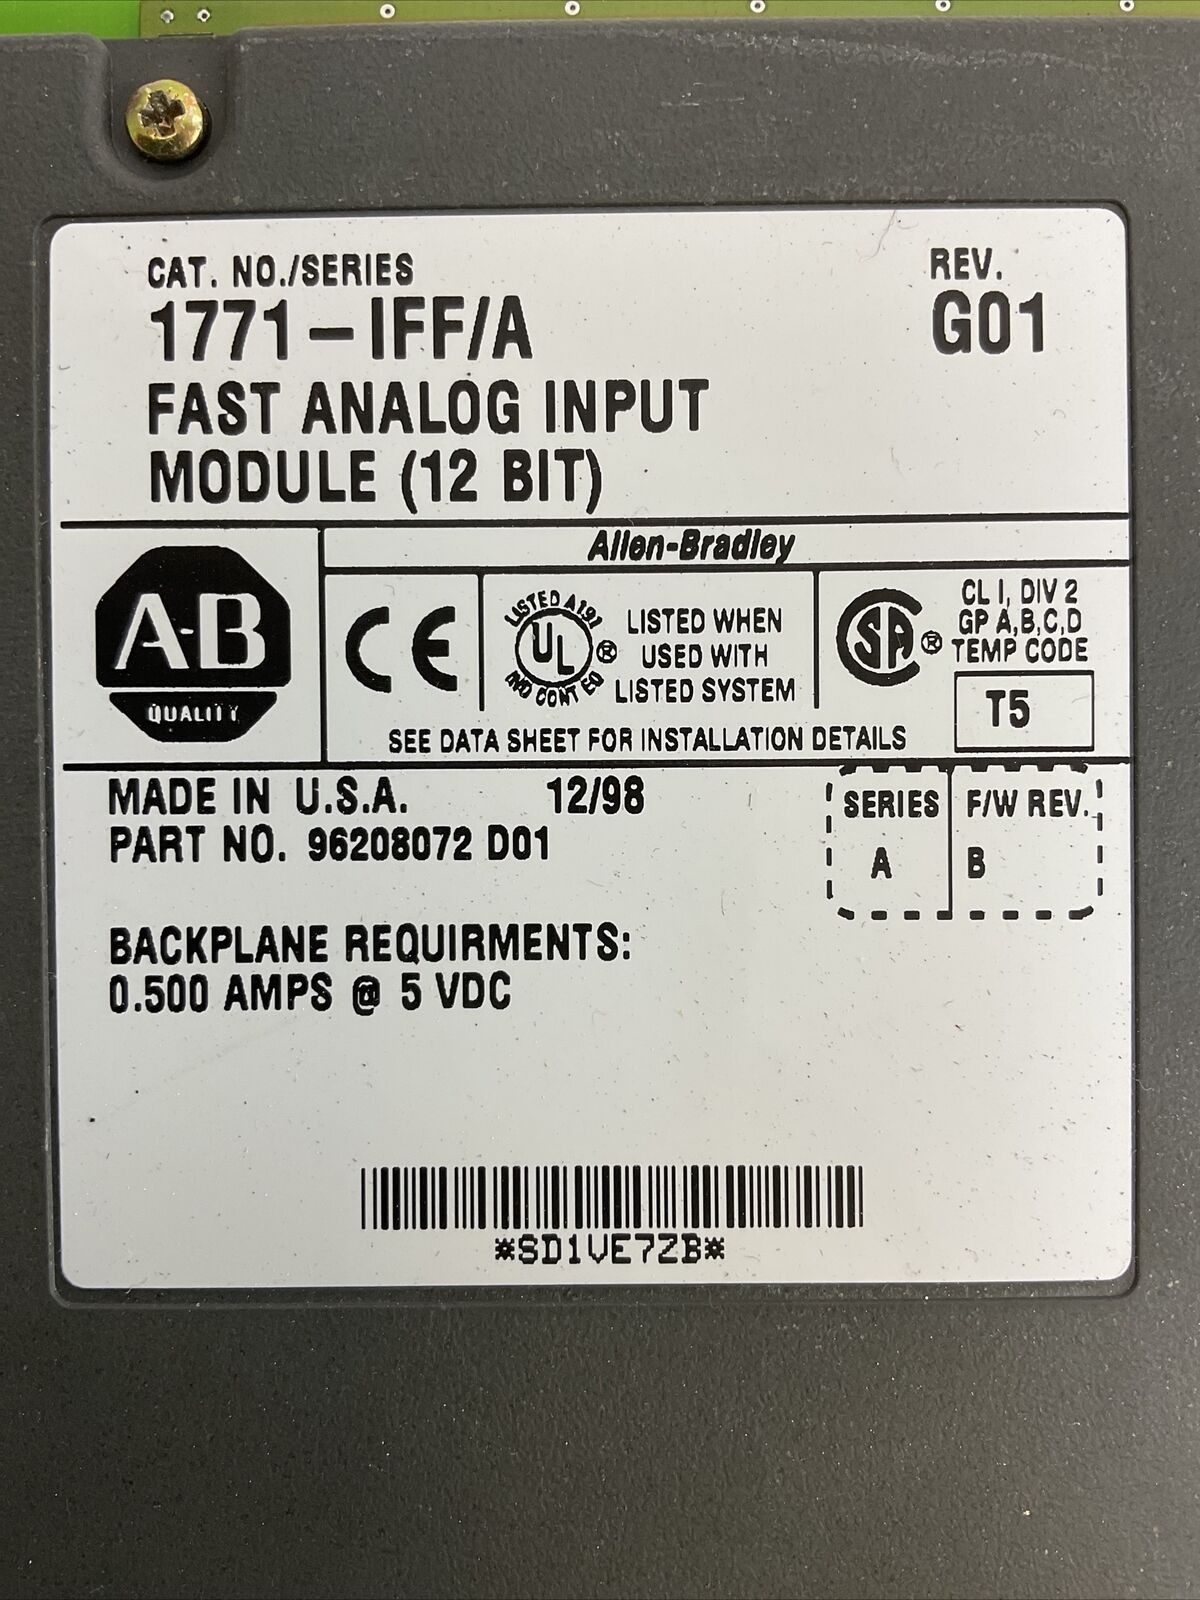 CAT. NO./SERIES
REV.
1771-IFF/A
G01
FAST ANALOG INPUT
MODULE (12 BIT)
Allen-Bradley
A-B
QUALITY
CE
LISTED A192
UL
IND CONT EQ
®
LISTED WHEN
USED WITH
LISTED SYSTEM
SA ®
CL I, DIV 2
GP A,B,C,D
TEMP CODE
T5
SEE DATA SHEET FOR INSTALLATION DETAILS
MADE IN U.S.A. 12/98
PART NO. 96208072 D01
SERIES F/W REV.
A B
BACKPLANE REQUIRMENTS:
0.500 AMPS @ 5 VDC
*SD1VE7ZB*